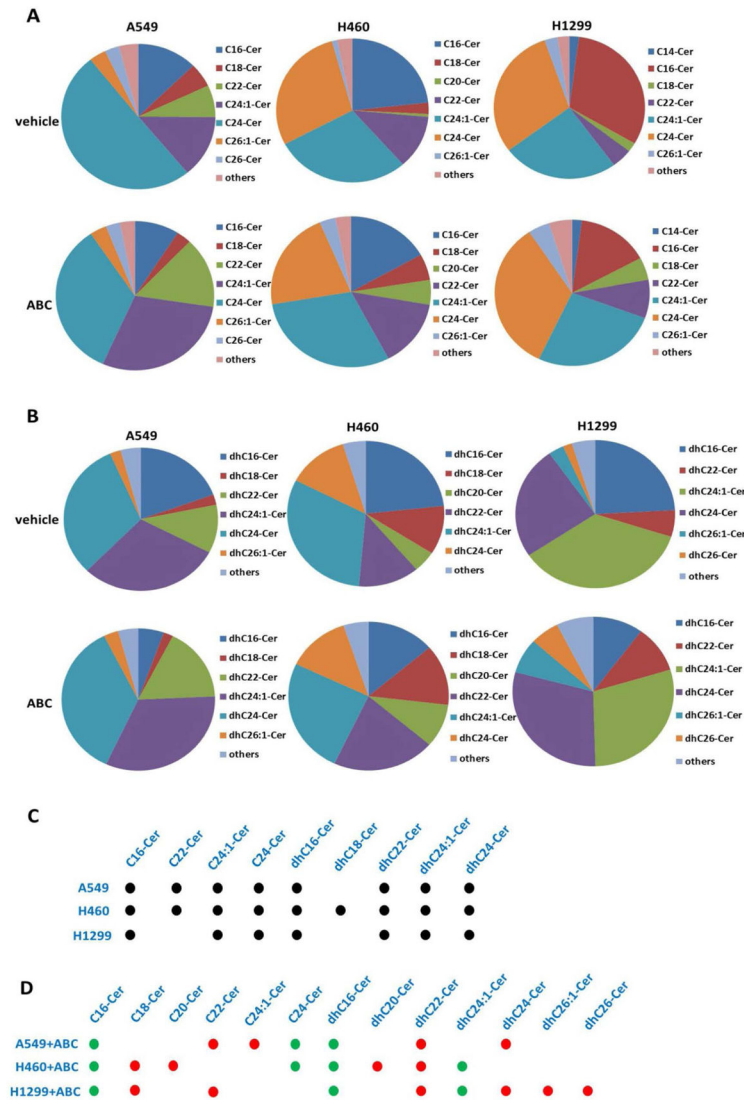 A
A549
H460
H1299
vehicle
C16-Cer
C18-Cer
C22-Cer
C24:1-Cer
C24-Cer
C26:1-Cer
C26-Cer
others
C16-Cer
C18-Cer
C20-Cer
C22-Cer
C24:1-Cer
C24-Cer
C26:1-Cer
others
C14-Cer
C16-Cer
C18-Cer
C22-Cer
C24:1-Cer
C24-Cer
C26:1-Cer
others
ABC
C16-Cer
C18-Cer
C22-Cer
C24:1-Cer
C24-Cer
C26:1-Cer
C26-Cer
others
C16-Cer
C18-Cer
C20-Cer
C22-Cer
C24:1-Cer
C24-Cer
C26:1-Cer
others
C14-Cer
C16-Cer
C18-Cer
C22-Cer
C24:1-Cer
C24-Cer
C26:1-Cer
others
B
A549
H460
H1299
vehicle
dhC16-Cer
dhC18-Cer
dhC22-Cer
dhC24:1-Cer
dhC24-Cer
dhC26:1-Cer
others
dhC16-Cer
dhC18-Cer
dhC20-Cer
dhC22-Cer
dhC24:1-Cer
dhC24-Cer
others
dhC16-Cer
dhC22-Cer
dhC24:1-Cer
dhC24-Cer
dhC26:1-Cer
dhC26-Cer
others
ABC
dhC16-Cer
dhC18-Cer
dhC22-Cer
dhC24:1-Cer
dhC24-Cer
dhC26:1-Cer
others
dhC16-Cer
dhC18-Cer
dhC20-Cer
dhC22-Cer
dhC24:1-Cer
dhC24-Cer
others
dhC16-Cer
dhC22-Cer
dhC24:1-Cer
dhC24-Cer
dhC26:1-Cer
dhC26-Cer
others
C
C16-Cer
C22-Cer
C24:1-Cer
C24-Cer
dhC16-Cer
dhC18-Cer
dhC22-Cer
dhC24:1-Cer
dhC24-Cer
A549
H460
H1299
D
C16-Cer
C18-Cer
C20-Cer
C22-Cer
C24:1-Cer
C24-Cer
dhC16-Cer
dhC20-Cer
dhC22-Cer
dhC24:1-Cer
dhC24-Cer
dhC26:1-Cer
dhC26-Cer
A549+ABC
H460+ABC
H1299+ABC